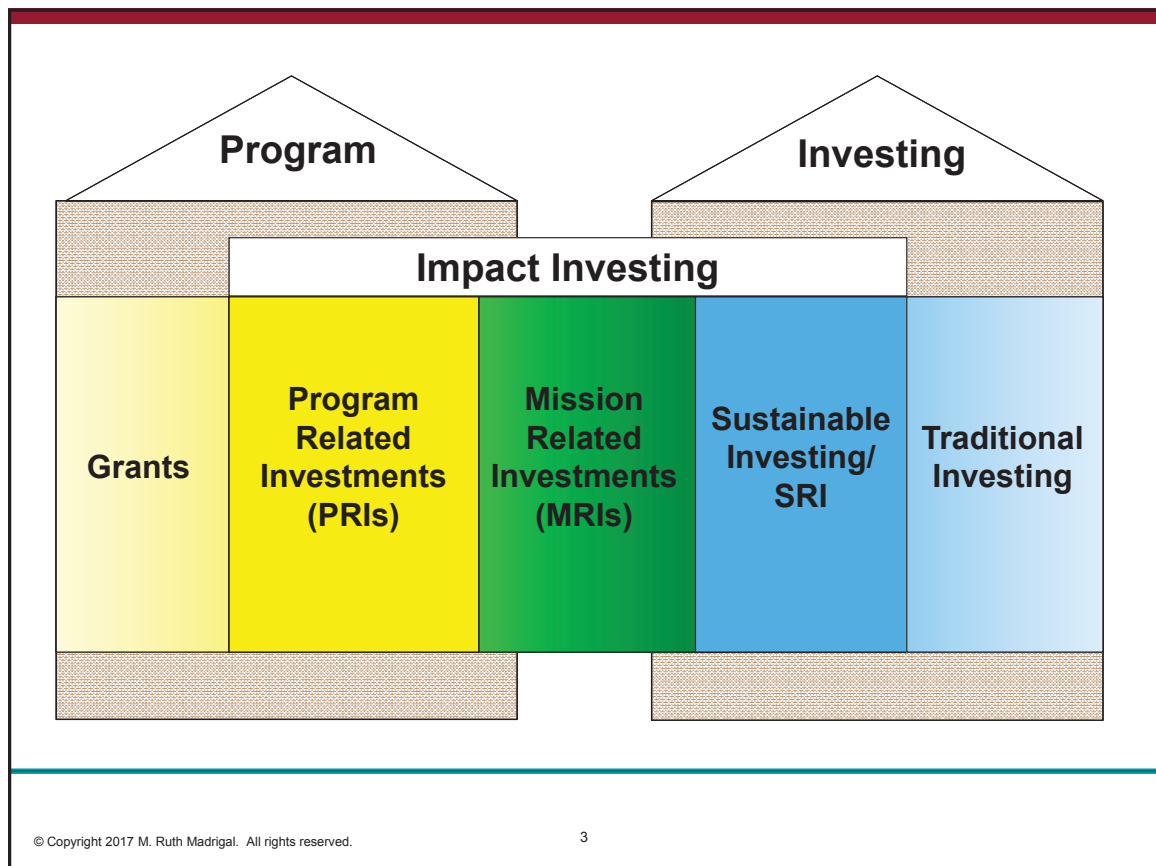 Program
Investing
Impact Investing
Grants
Program
Related
Investments
(PRIs)
Mission
Related
Investments
(MRIs)
Sustainable
Investing/
SRI
Traditional
Investing
© Copyright 2017 M. Ruth Madrigal. All rights reserved.
3